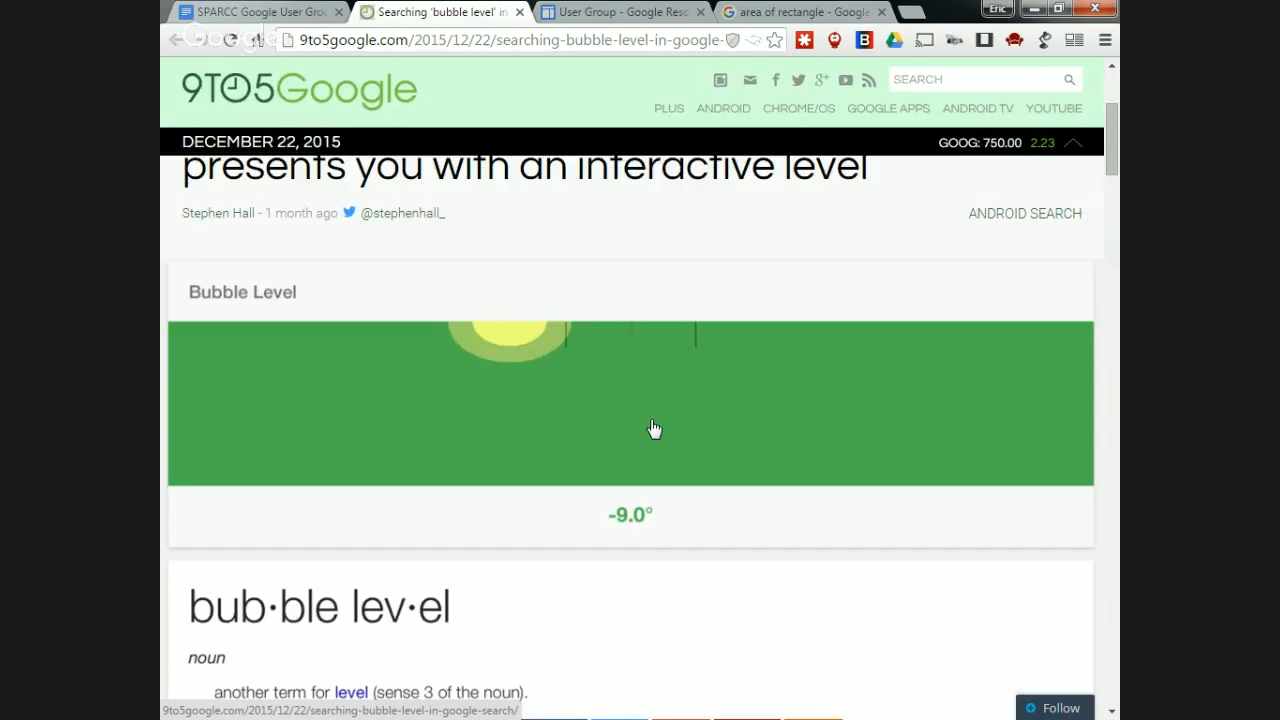 SPARCC Google User Grou
Searching 'bubble level' in
User Group - Google Reso
area of rectangle - Google
Eric
9to5google.com/2015/12/22/searching-bubble-level-in-google-
9TO5Google
SEARCH
PLUS ANDROID CHROME/OS GOOGLE APPS ANDROID TV YOUTUBE
DECEMBER 22, 2015
GOOG: 750.00 2.23
presents you with an interactive level
Stephen Hall - 1 month ago @stephenhall_
ANDROID SEARCH
Bubble Level
-9.0°
bub·ble lev·el
noun
another term for level (sense 3 of the noun).
9to5google.com/2015/12/22/searching-bubble-level-in-google-search/
Follow